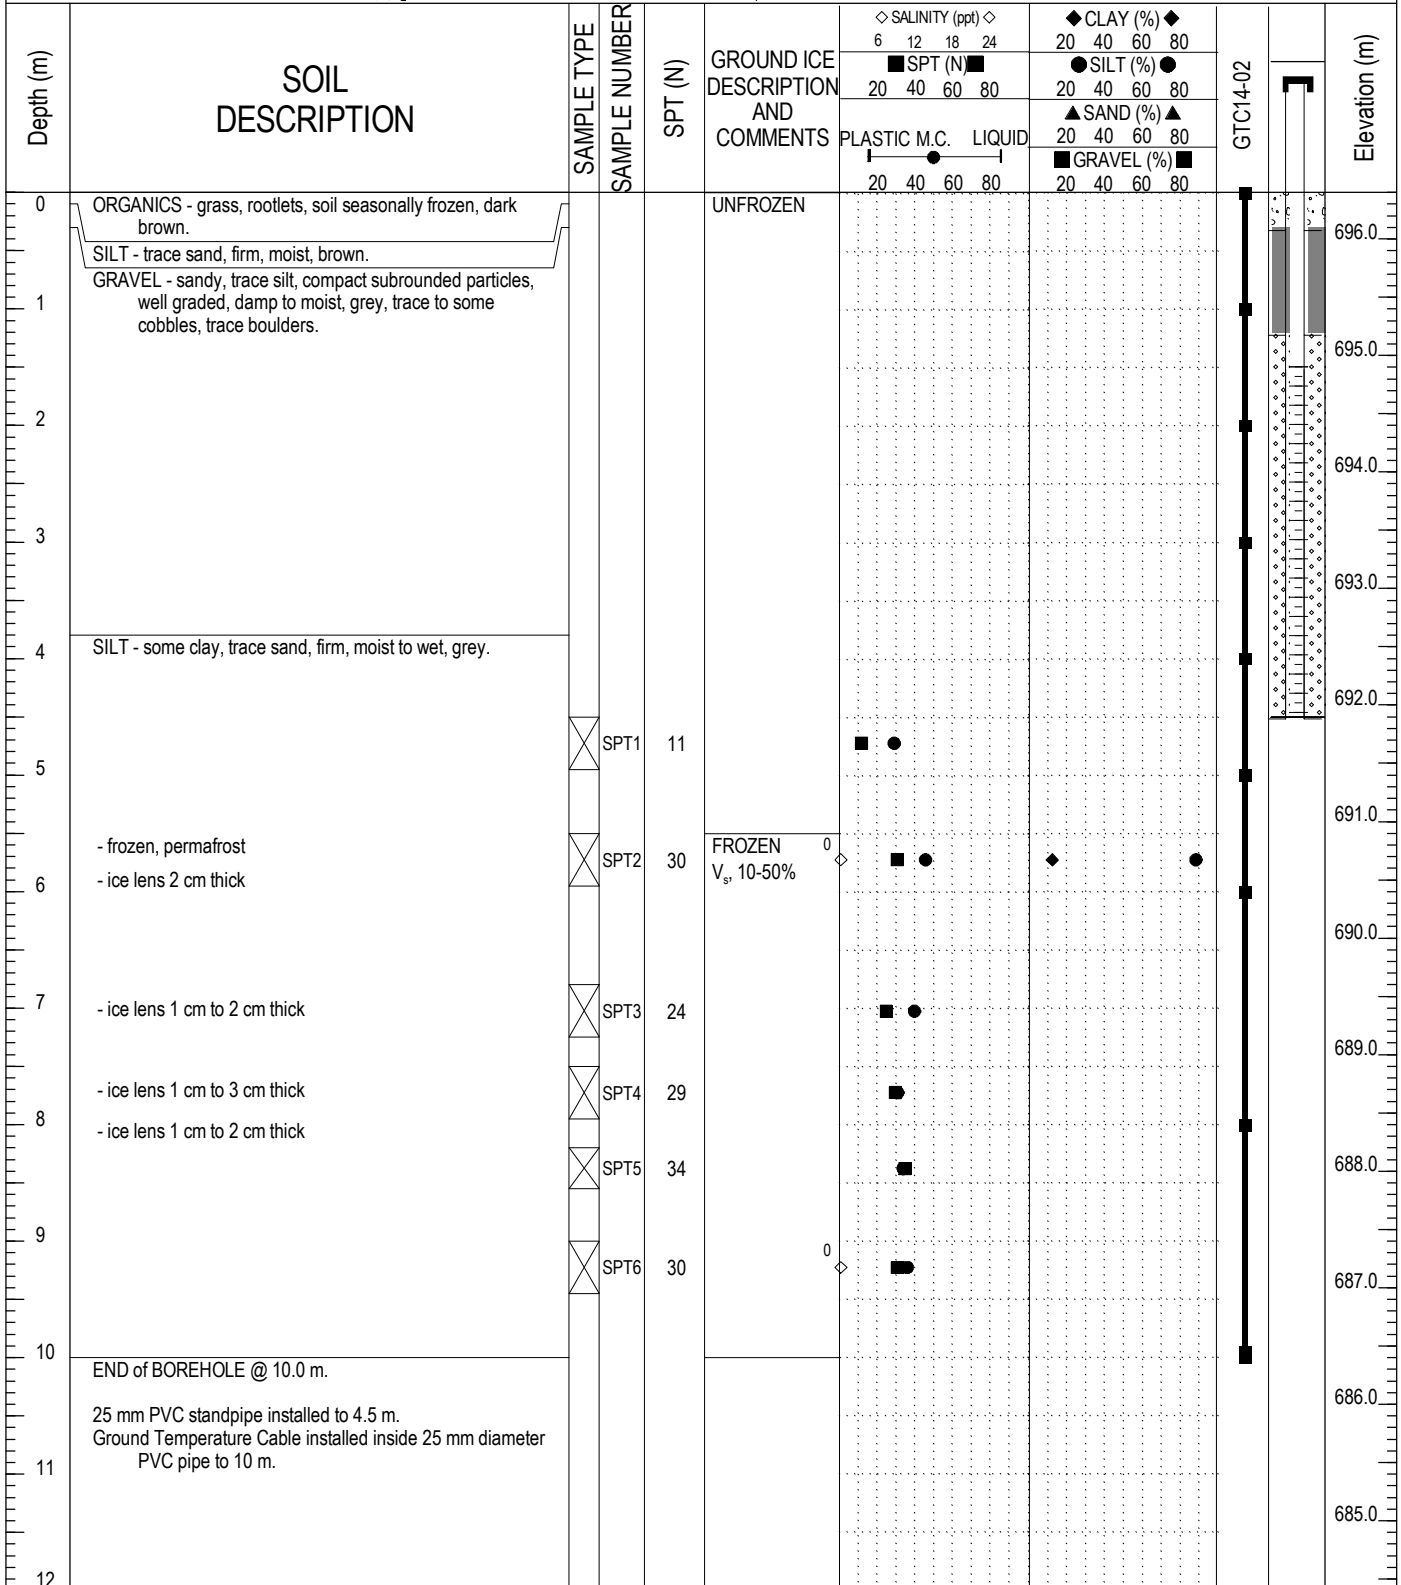 Depth (m)
SOIL
DESCRIPTION
SAMPLE TYPE
SAMPLE NUMBER
SPT (N)
GROUND ICE
DESCRIPTION
AND
COMMENTS
◇ SALINITY (ppt) ◇
6 12 18 24
■ SPT (N) ■
20 40 60 80
PLASTIC M.C. LIQUID
20 40 60 80
◆ CLAY (%) ◆
20 40 60 80
● SILT (%) ●
20 40 60 80
▲ SAND (%) ▲
20 40 60 80
■ GRAVEL (%) ■
20 40 60 80
GTC14-02
Elevation (m)
0
ORGANICS - grass, rootlets, soil seasonally frozen, dark
brown.
UNFROZEN
696.0
SILT - trace sand, firm, moist, brown.
GRAVEL - sandy, trace silt, compact subrounded particles,
well graded, damp to moist, grey, trace to some
cobbles, trace boulders.
1
695.0
2
694.0
3
693.0
SILT - some clay, trace sand, firm, moist to wet, grey.
4
692.0
SPT1 11
5
691.0
- frozen, permafrost
FROZEN 0
SPT2 30
Vs, 10-50%
- ice lens 2 cm thick
6
690.0
7
- ice lens 1 cm to 2 cm thick
SPT3 24
689.0
- ice lens 1 cm to 3 cm thick
SPT4 29
8
- ice lens 1 cm to 2 cm thick
SPT5 34
688.0
9
0
SPT6 30
687.0
10
END of BOREHOLE @ 10.0 m.
686.0
25 mm PVC standpipe installed to 4.5 m.
Ground Temperature Cable installed inside 25 mm diameter
PVC pipe to 10 m.
11
685.0
12